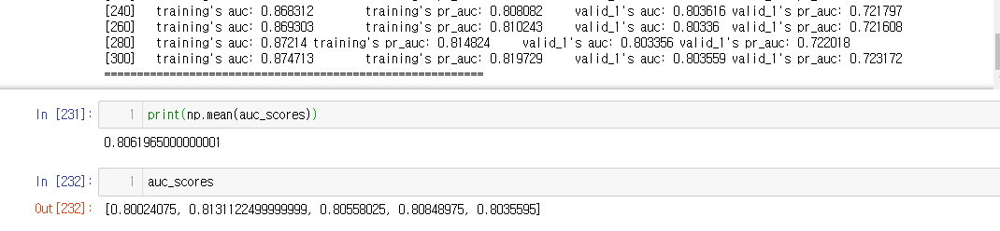 [240] training's auc: 0.868312 training's pr_auc: 0.808082 valid_1's auc: 0.803616 valid_1's pr_auc: 0.721797
[260] training's auc: 0.869303 training's pr_auc: 0.810243 valid_1's auc: 0.80336 valid_1's pr_auc: 0.721608
[280] training's auc: 0.87214 training's pr_auc: 0.814824 valid_1's auc: 0.803356 valid_1's pr_auc: 0.722018
[300] training's auc: 0.874713 training's pr_auc: 0.819729 valid_1's auc: 0.803559 valid_1's pr_auc: 0.723172
==========================================================
In [231]: 1 print(np.mean(auc_scores))
0.8061965000000001
In [232]: 1 auc_scores
Out[232]: [0.80024075, 0.8131122499999999, 0.80558025, 0.80848975, 0.8035595]